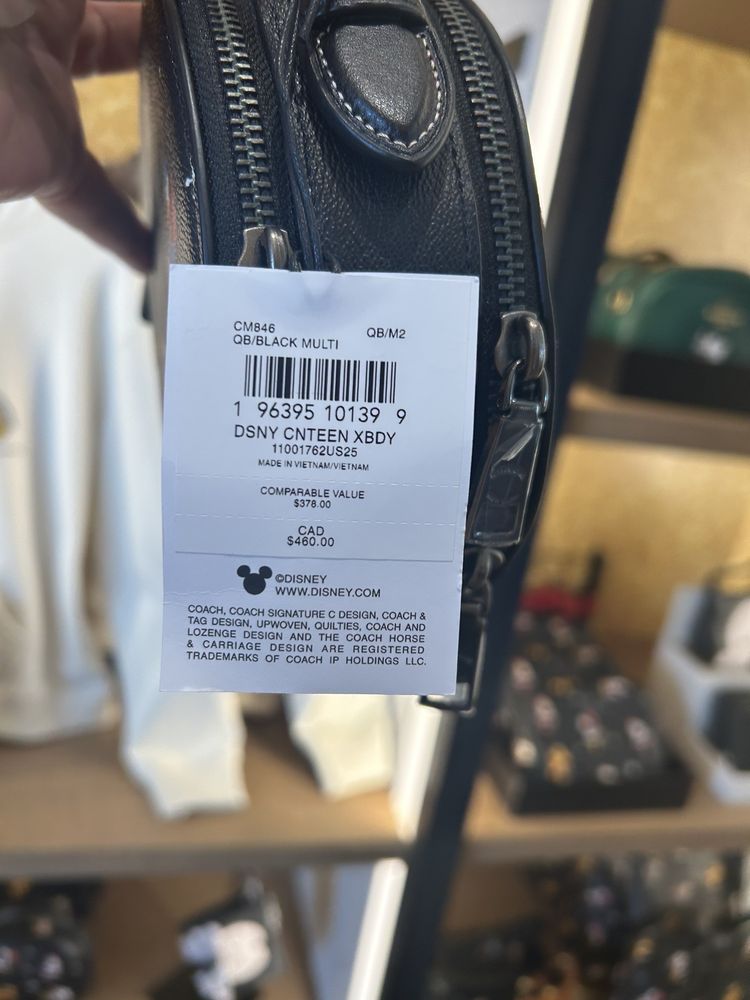 CM846 QB/M2
QB/BLACK MULTI
1 96395 10139 9
DSNY CNTEEN XBDY
11001762US25
MADE IN VIETNAM/VIETNAM
COMPARABLE VALUE
$378.00
CAD
$460.00
©DISNEY
WWW.DISNEY.COM
COACH, COACH SIGNATURE C DESIGN, COACH &
TAG DESIGN, UPWOVEN, QUILTIES, COACH AND
LOZENGE DESIGN AND THE COACH HORSE
& CARRIAGE DESIGN ARE REGISTERED
TRADEMARKS OF COACH IP HOLDINGS LLC.